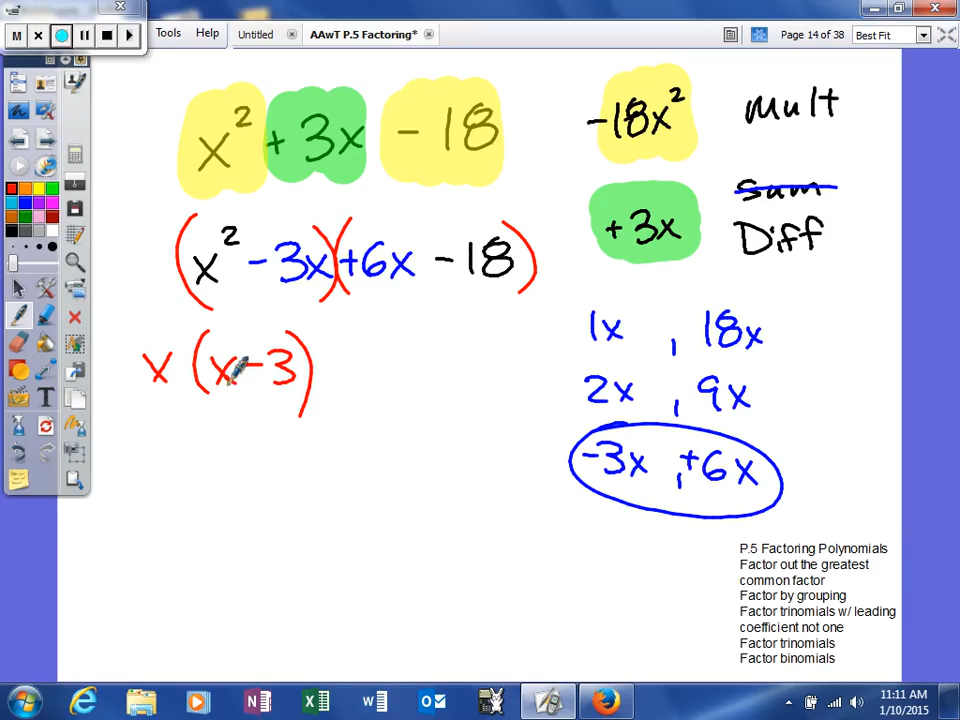 M
Tools Help Untitled AAwT P.5 Factoring* Page 14 of 38 Best Fit
x² + 3x - 18
-18x² mult
sum
+3x Diff
(x² - 3x)(+6x - 18)
x (x - 3)
1x , 18x
2x , 9x
-3x , +6x
P.5 Factoring Polynomials
Factor out the greatest
common factor
Factor by grouping
Factor trinomials w/ leading
coefficient not one
Factor trinomials
Factor binomials
11:11 AM
1/10/2015